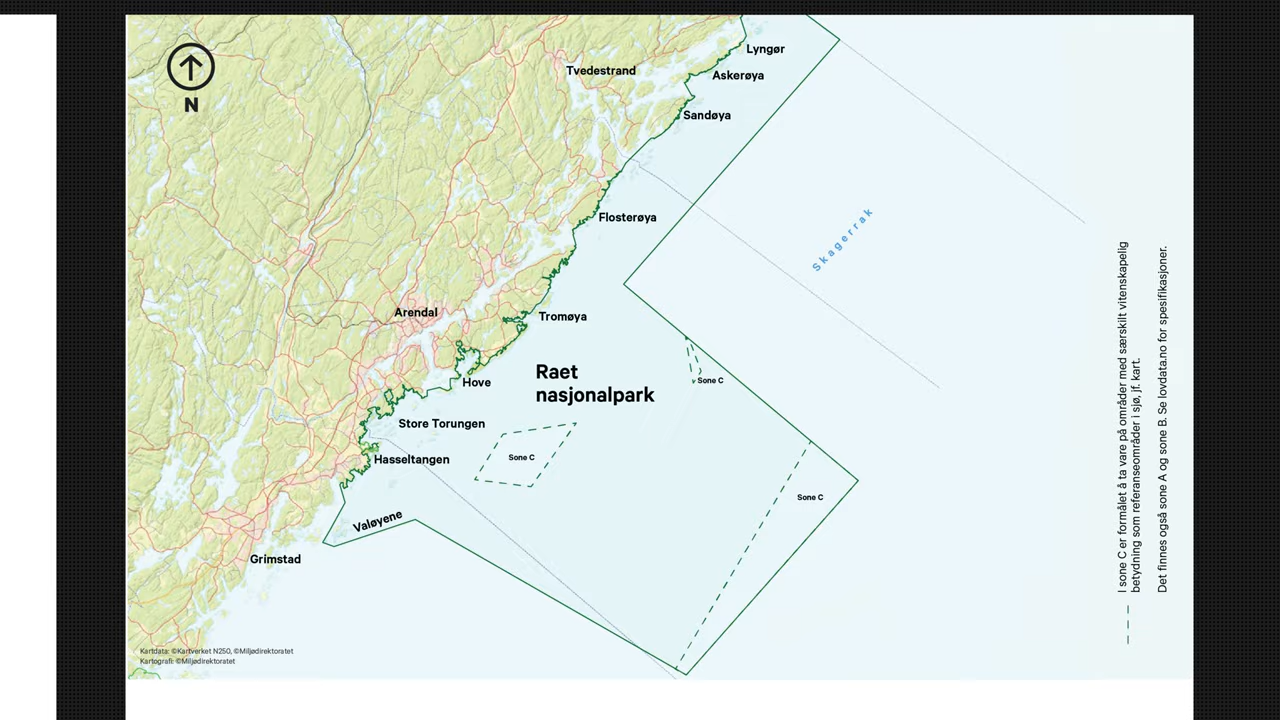 N
Lyngør
Tvedestrand
Askerøya
Sandøya
Flosterøya
Skagerrak
Arendal
Tromøya
Raet
nasjonalpark
Sone C
Hove
Store Torungen
Sone C
Hasseltangen
Sone C
Valøyene
Grimstad
Kartdata: ©Kartverket N250, ©Miljødirektoratet
Kartografi: ©Miljødirektoratet
I sone C er formålet å ta vare på områder med særskilt vitenskapelig
betydning som referanseområder i sjø, jf. kart.
Det finnes også sone A og sone B. Se lovdata.no for spesifikasjoner.